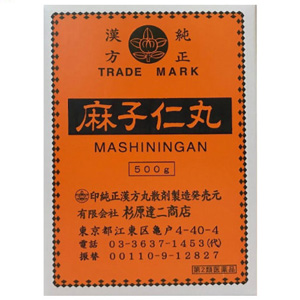 漢方 純正
TRADE MARK
麻子仁丸
MASHININGAN
500g
印純正漢方丸散剤製造発売元
有限会社 杉原達二商店
東京都江東区亀戸4-40-4
電話 03-3637-1453(代)
振替 00110-9-12827
第2類医薬品